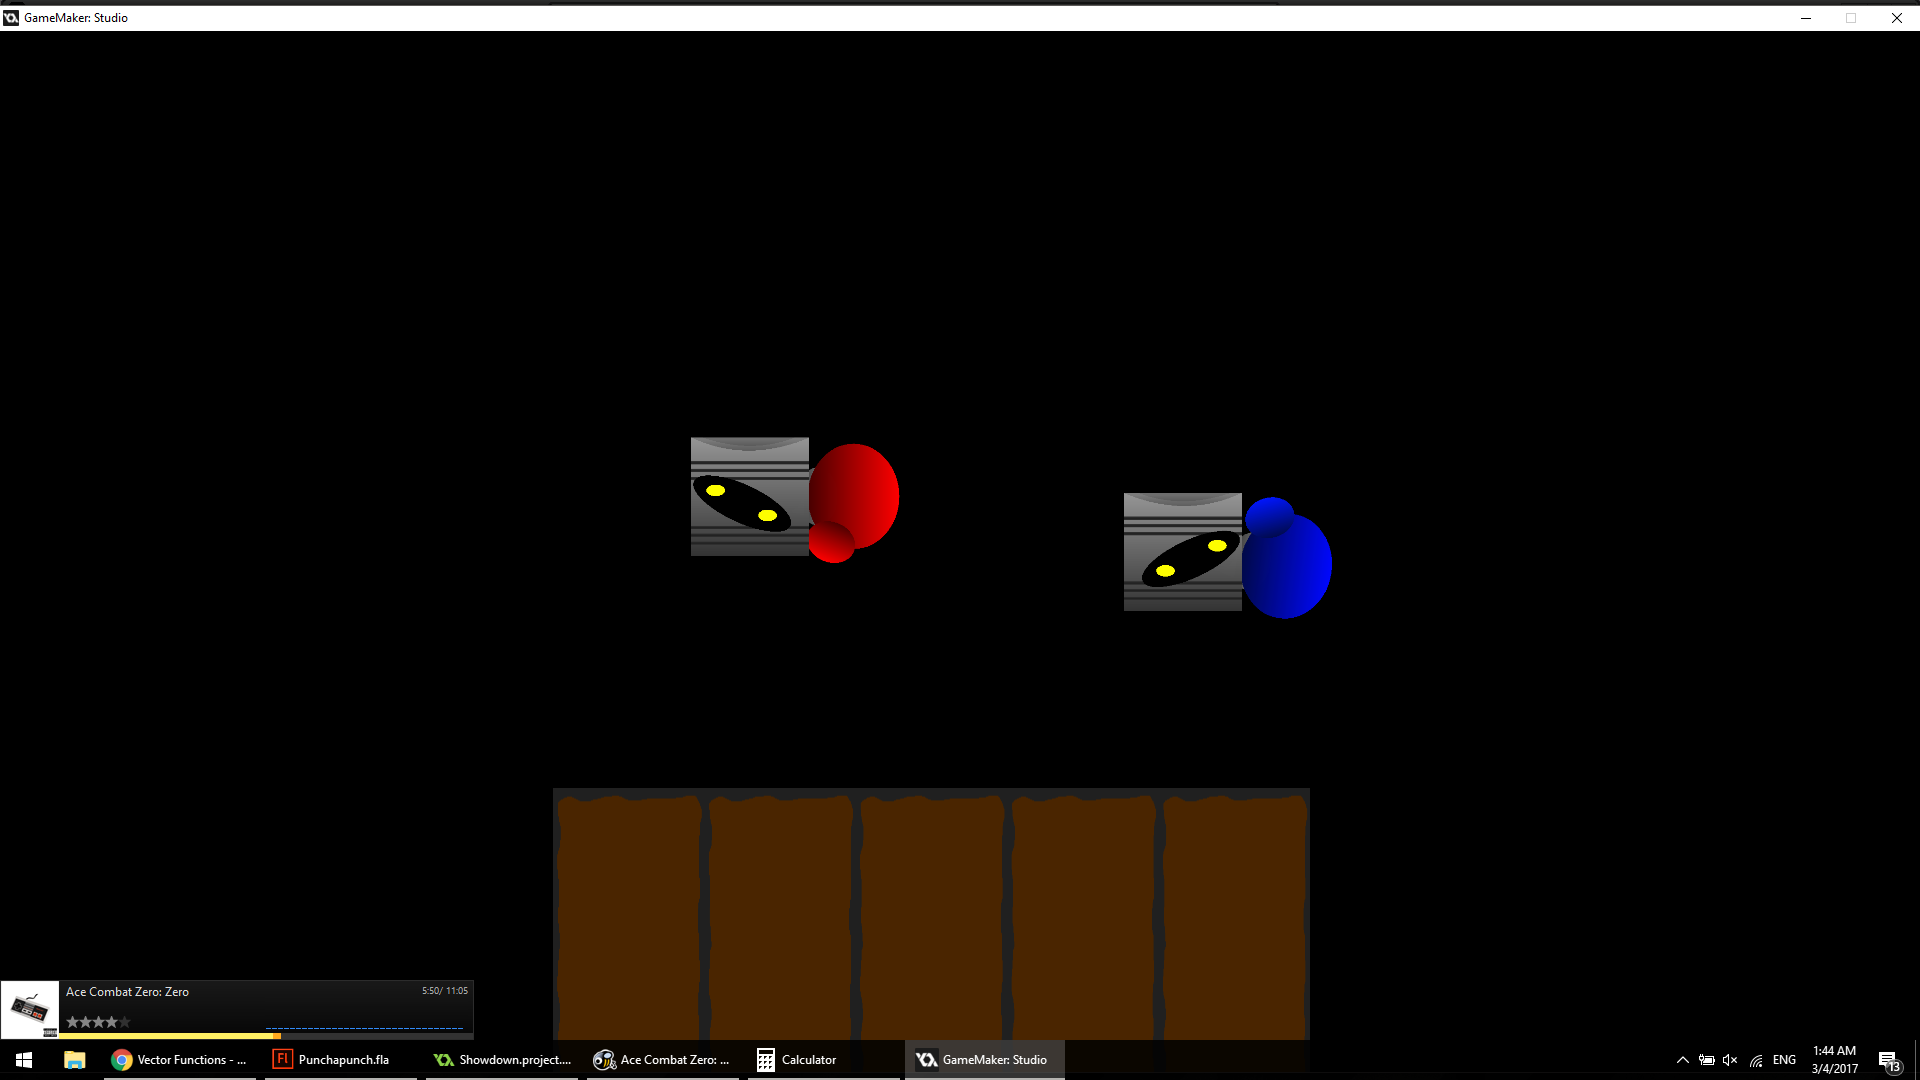 GameMaker: Studio
Ace Combat Zero: Zero
5:50/ 11:05
Vector Functions - ...
Fl
Punchapunch.fla
Showdown.project....
Ace Combat Zero: ...
Calculator
GameMaker: Studio
ENG
1:44 AM
3/4/2017
13